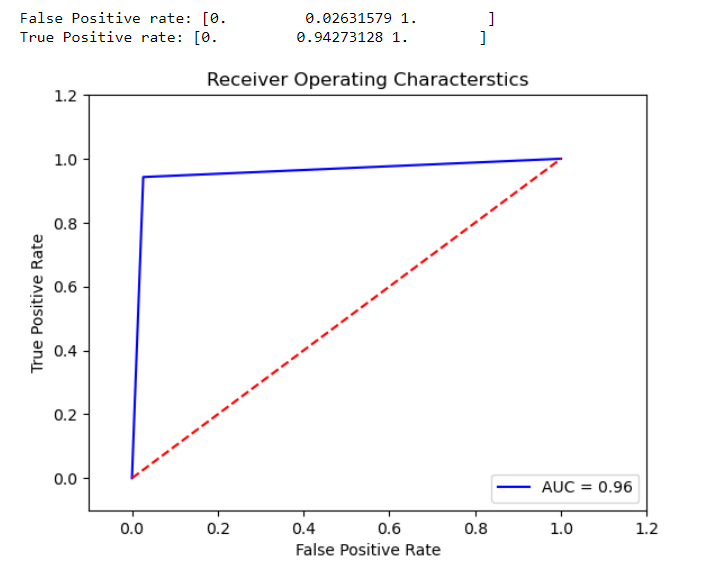 False Positive rate: [0.         0.02631579 1.        ]
True Positive rate: [0.         0.94273128 1.        ]
Receiver Operating Characterstics
1.2
1.0
0.8
0.6
0.4
0.2
0.0
True Positive Rate
AUC = 0.96
0.0 0.2 0.4 0.6 0.8 1.0 1.2
False Positive Rate